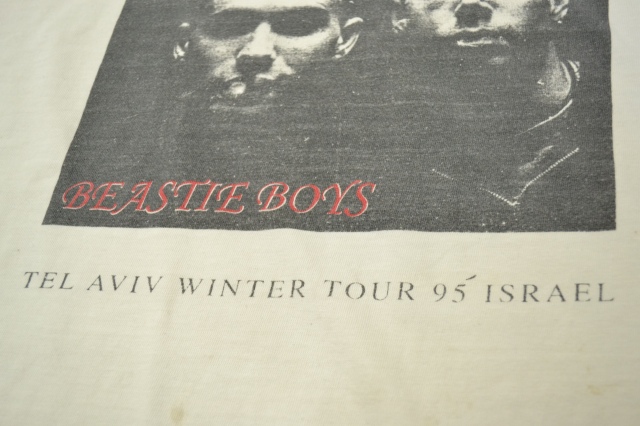 BEASTIE BOYS
TEL AVIV WINTER TOUR 95' ISRAEL